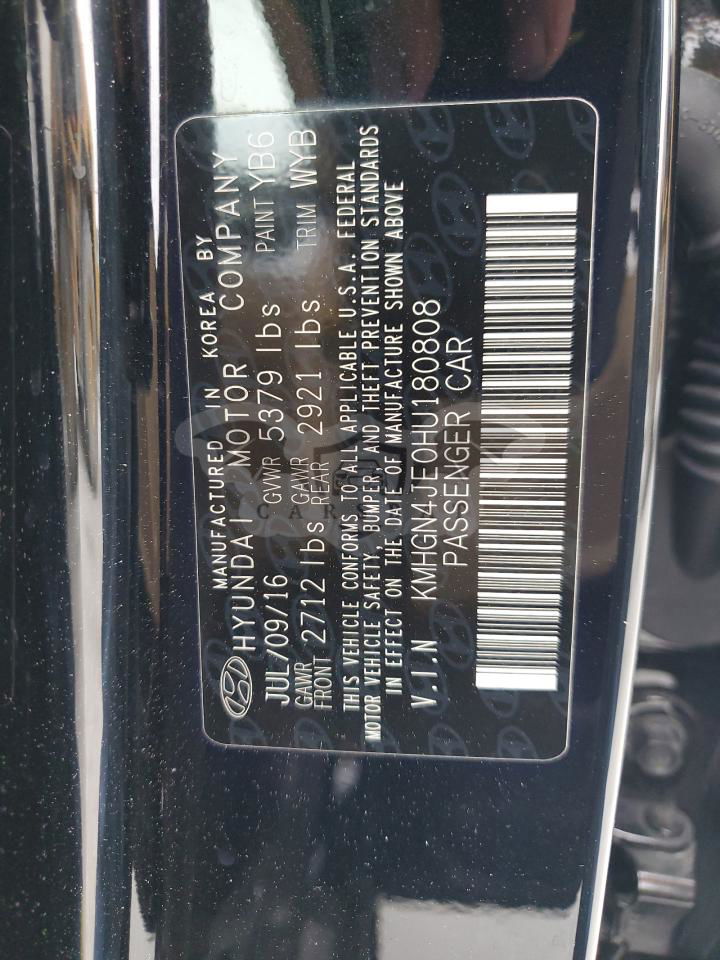 MANUFACTURED IN KOREA BY
HYUNDAI MOTOR COMPANY
JUL/09/16 GVWR 5379 lbs PAINT YB6
GAWR FRONT 2712 lbs GAWR REAR 2921 lbs TRIM WYB
THIS VEHICLE CONFORMS TO ALL APPLICABLE U.S.A. FEDERAL
MOTOR VEHICLE SAFETY, BUMPER, AND THEFT PREVENTION STANDARDS
IN EFFECT ON THE DATE OF MANUFACTURE SHOWN ABOVE
V.I.N KMHGN4JE0HU180808
PASSENGER CAR
CARS